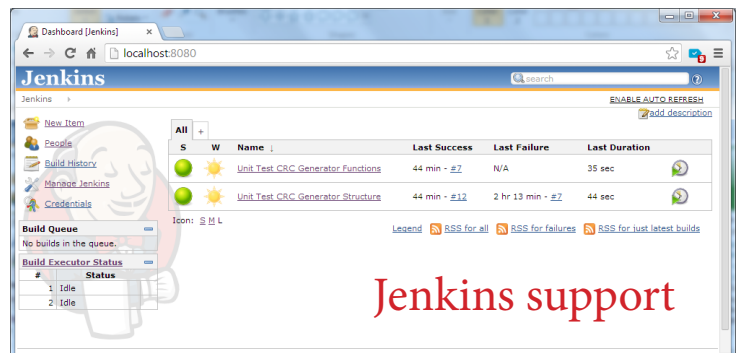 Dashboard [Jenkins]
localhost:8080
Jenkins
search
Jenkins
ENABLE AUTO REFRESH
add description
New Item
People
Build History
Manage Jenkins
Credentials
All +
S W Name ↓ Last Success Last Failure Last Duration
Unit Test CRC Generator Functions 44 min - #7 N/A 35 sec
Unit Test CRC Generator Structure 44 min - #12 2 hr 13 min - #7 44 sec
Icon: S M L
Legend RSS for all RSS for failures RSS for just latest builds
Build Queue
No builds in the queue.
Build Executor Status
# Status
1 Idle
2 Idle
Jenkins support